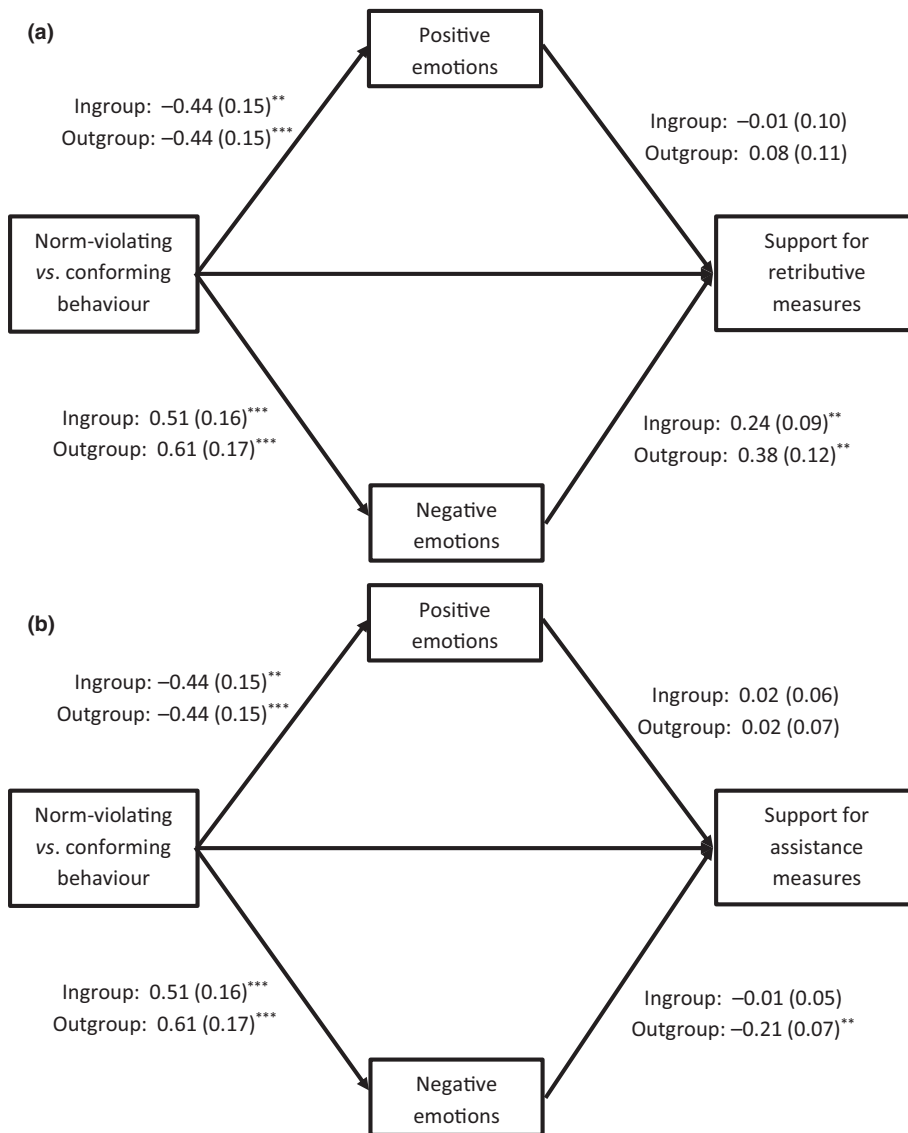 (a)
Positive
emotions
Ingroup: –0.44 (0.15)**
Outgroup: –0.44 (0.15)***
Ingroup: –0.01 (0.10)
Outgroup: 0.08 (0.11)
Norm-violating
vs. conforming
behaviour
Support for
retributive
measures
Ingroup: 0.51 (0.16)***
Outgroup: 0.61 (0.17)***
Ingroup: 0.24 (0.09)**
Outgroup: 0.38 (0.12)**
Negative
emotions
(b)
Positive
emotions
Ingroup: –0.44 (0.15)**
Outgroup: –0.44 (0.15)***
Ingroup: 0.02 (0.06)
Outgroup: 0.02 (0.07)
Norm-violating
vs. conforming
behaviour
Support for
assistance
measures
Ingroup: 0.51 (0.16)***
Outgroup: 0.61 (0.17)***
Ingroup: –0.01 (0.05)
Outgroup: –0.21 (0.07)**
Negative
emotions